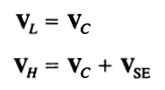 V_L = V_C
V_H = V_C + V_SE